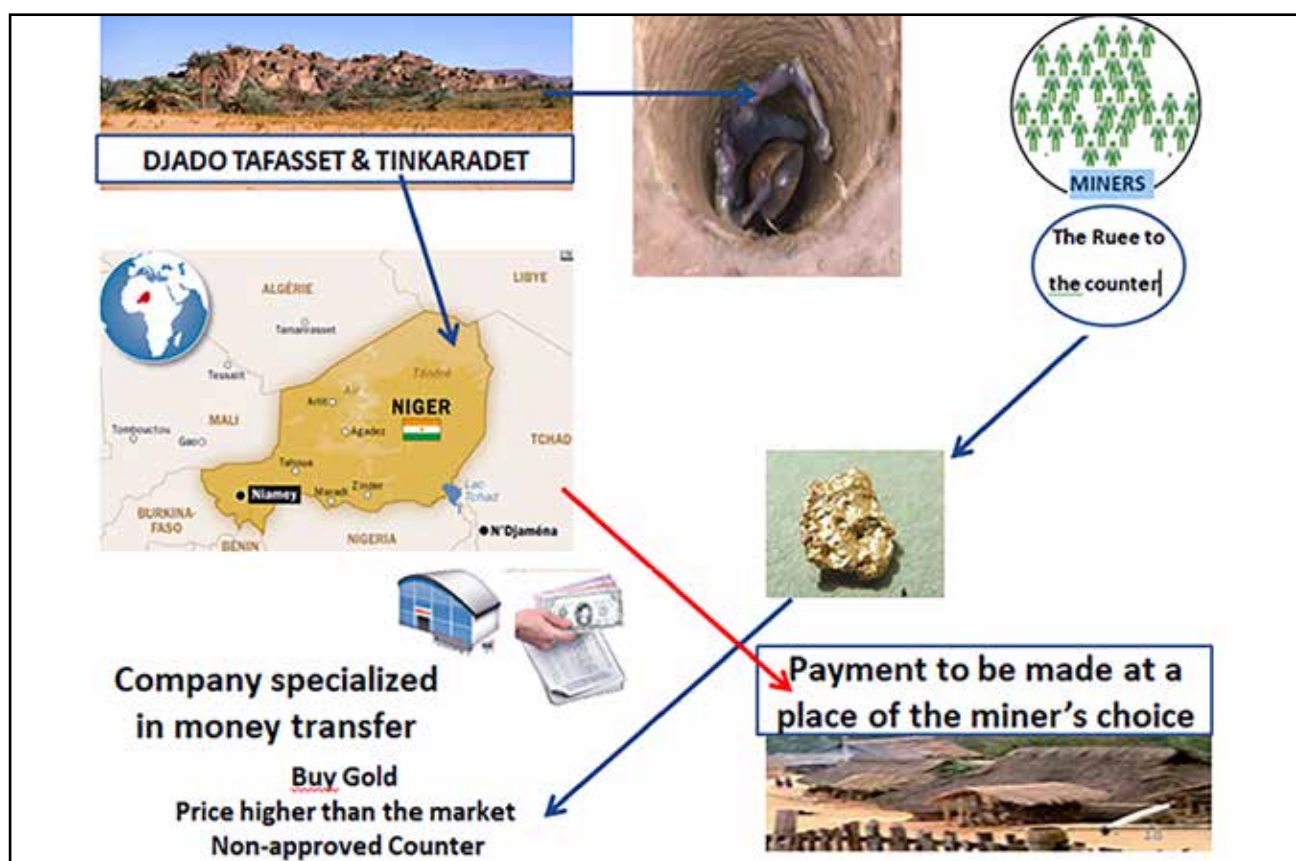 DJADO TAFASSET & TINKARADET
MINERS
The Ruee to
the counter
LIBYE
ALGÉRIE
Tamanrasset
Tessalit
Ténéré
Aïr
Arlit
NIGER
MALI
Agadez
Tombouctou
Gao
TCHAD
Tahoua
Zinder
Maradi
Niamey
Lac
Tchad
BURKINA-
FASO
BÉNIN
NIGERIA
N'Djaména
Company specialized
in money transfer
Payment to be made at a
place of the miner's choice
Buy Gold
Price higher than the market
Non-approved Counter